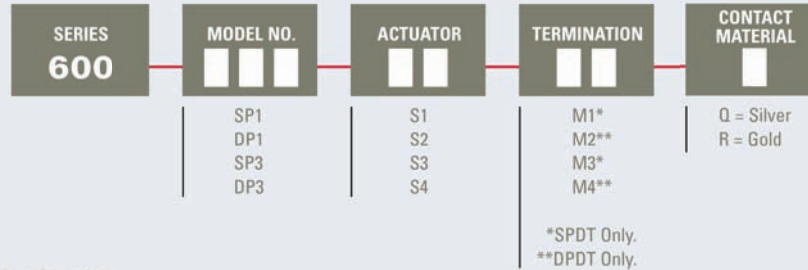 SERIES
600
MODEL NO.
SP1
DP1
SP3
DP3
ACTUATOR
S1
S2
S3
S4
TERMINATION
M1*
M2**
M3*
M4**
*SPDT Only.
**DPDT Only.
CONTACT
MATERIAL
Q = Silver
R = Gold